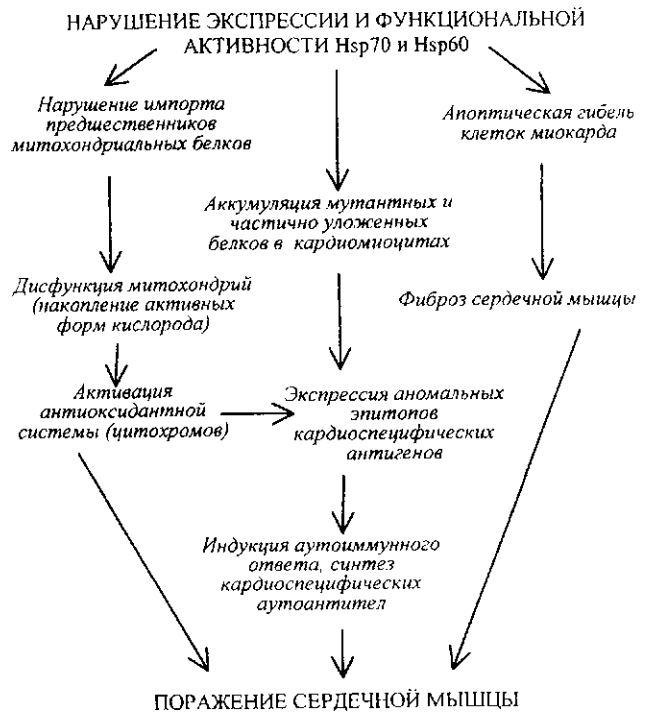 НАРУШЕНИЕ ЭКСПРЕССИИ И ФУНКЦИОНАЛЬНОЙ
АКТИВНОСТИ Hsp70 и Hsp60
Нарушение импорта
предшественников
митохондриальных белков
Апоптическая гибель
клеток миокарда
Аккумуляция мутантных и
частично уложенных
белков в кардиомиоцитах
Дисфункция митохондрий
(накопление активных
форм кислорода)
Фиброз сердечной мышцы
Активация
антиоксидантной
системы (цитохромов)
Экспрессия аномальных
эпитопов
кардиоспецифических
антигенов
Индукция аутоиммунного
ответа, синтез
кардиоспецифических
аутоантител
ПОРАЖЕНИЕ СЕРДЕЧНОЙ МЫШЦЫ